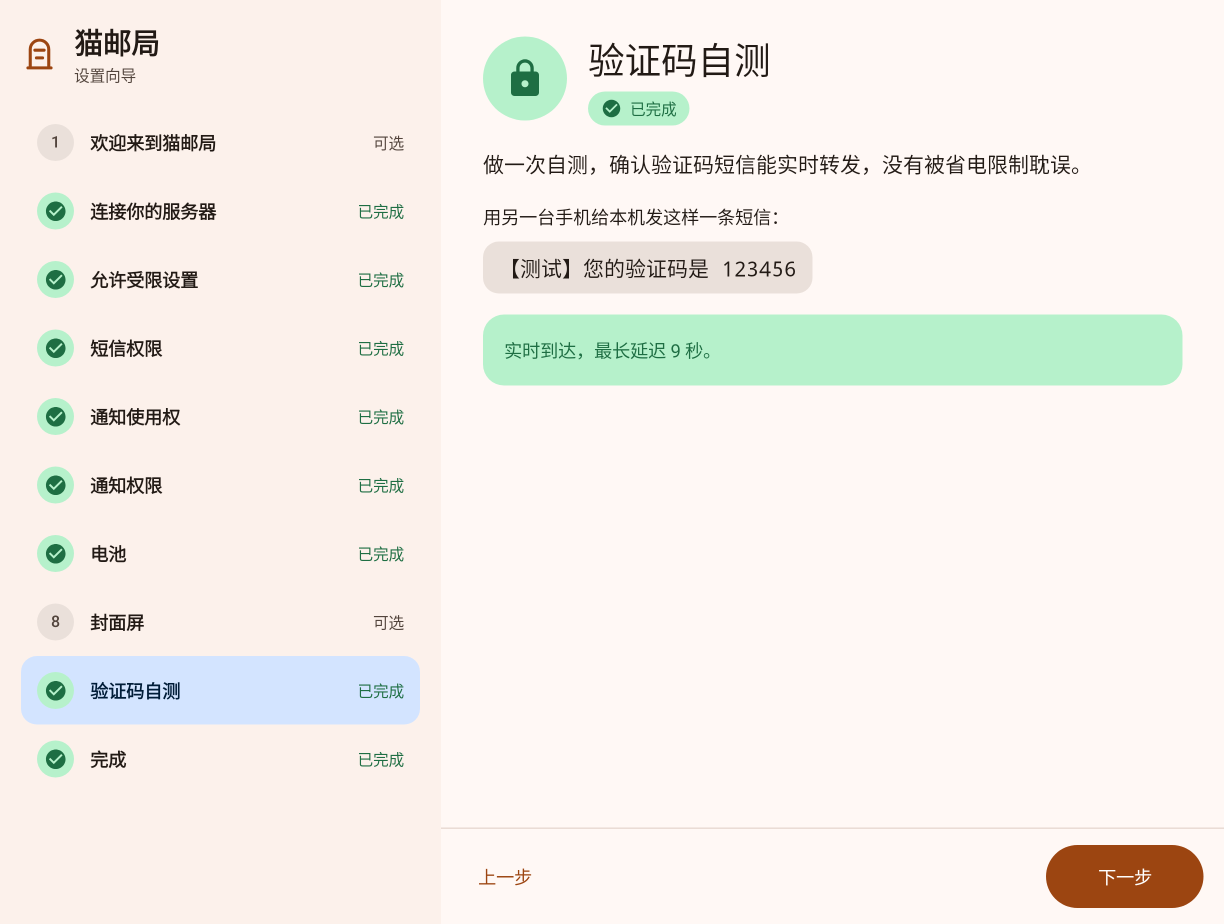 猫邮局
设置向导
1 欢迎来到猫邮局 可选
连接你的服务器 已完成
允许受限设置 已完成
短信权限 已完成
通知使用权 已完成
通知权限 已完成
电池 已完成
8 封面屏 可选
验证码自测 已完成
完成 已完成
验证码自测
已完成
做一次自测，确认验证码短信能实时转发，没有被省电限制耽误。
用另一台手机给本机发这样一条短信：
【测试】您的验证码是 123456
实时到达，最长延迟 9 秒。
上一步 下一步